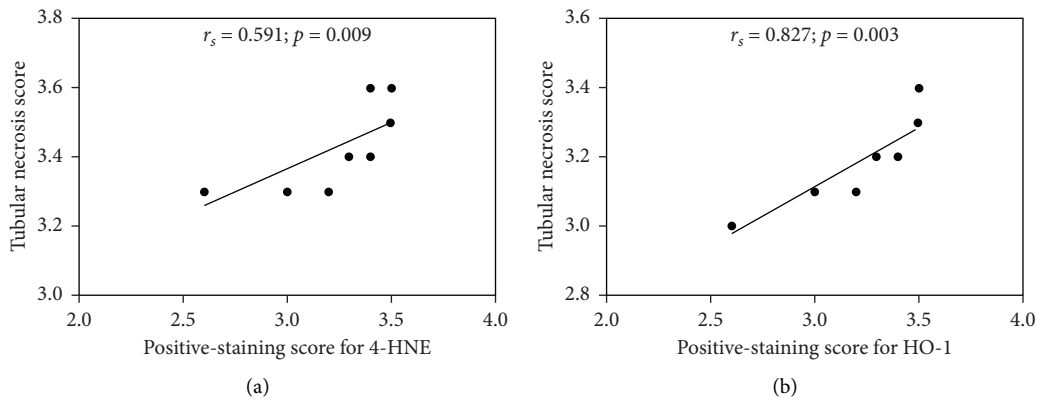 r_s = 0.591; p = 0.009
Tubular necrosis score
3.8
3.6
3.4
3.2
3.0
2.0
2.5
3.0
3.5
4.0
Positive-staining score for 4-HNE
(a)
r_s = 0.827; p = 0.003
Tubular necrosis score
3.6
3.4
3.2
3.0
2.8
2.0
2.5
3.0
3.5
4.0
Positive-staining score for HO-1
(b)